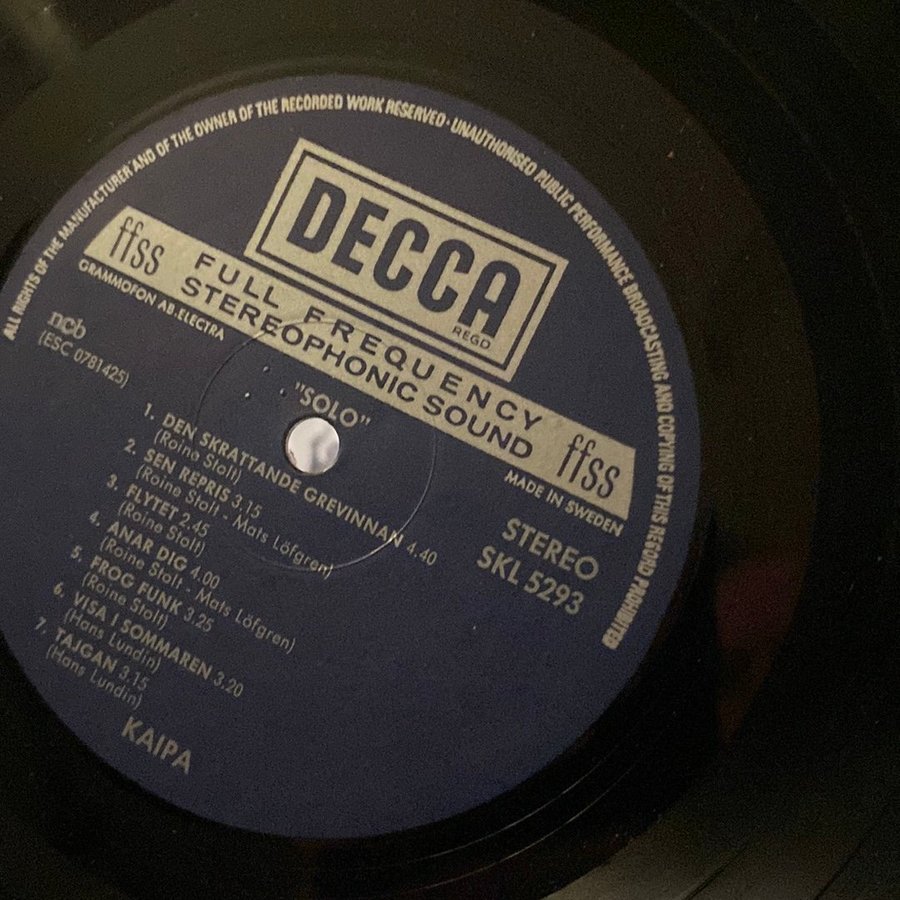 ALL RIGHTS OF THE MANUFACTURER AND OF THE OWNER OF THE RECORDED WORK RESERVED · UNAUTHORISED PUBLIC PERFORMANCE BROADCASTING AND COPYING OF THIS RECORD PROHIBITED
DECCA
REGD
ffss
FULL FREQUENCY
STEREOPHONIC SOUND
ffss
GRAMMOFON AB.ELECTRA
MADE IN SWEDEN
ncb
(ESC 0781425)
STEREO
SKL 5293
"SOLO"
1. DEN SKRATTANDE GREVINNAN 4.40
(Roine Stolt)
2. SEN REPRIS 3.15
(Roine Stolt - Mats Löfgren)
3. FLYTET 2.45
(Roine Stolt)
4. ANAR DIG 4.00
(Roine Stolt - Mats Löfgren)
5. FROG FUNK 3.25
(Roine Stolt)
6. VISA I SOMMAREN 3.20
(Hans Lundin)
7. TAJGAN 3.15
(Hans Lundin)
KAIPA